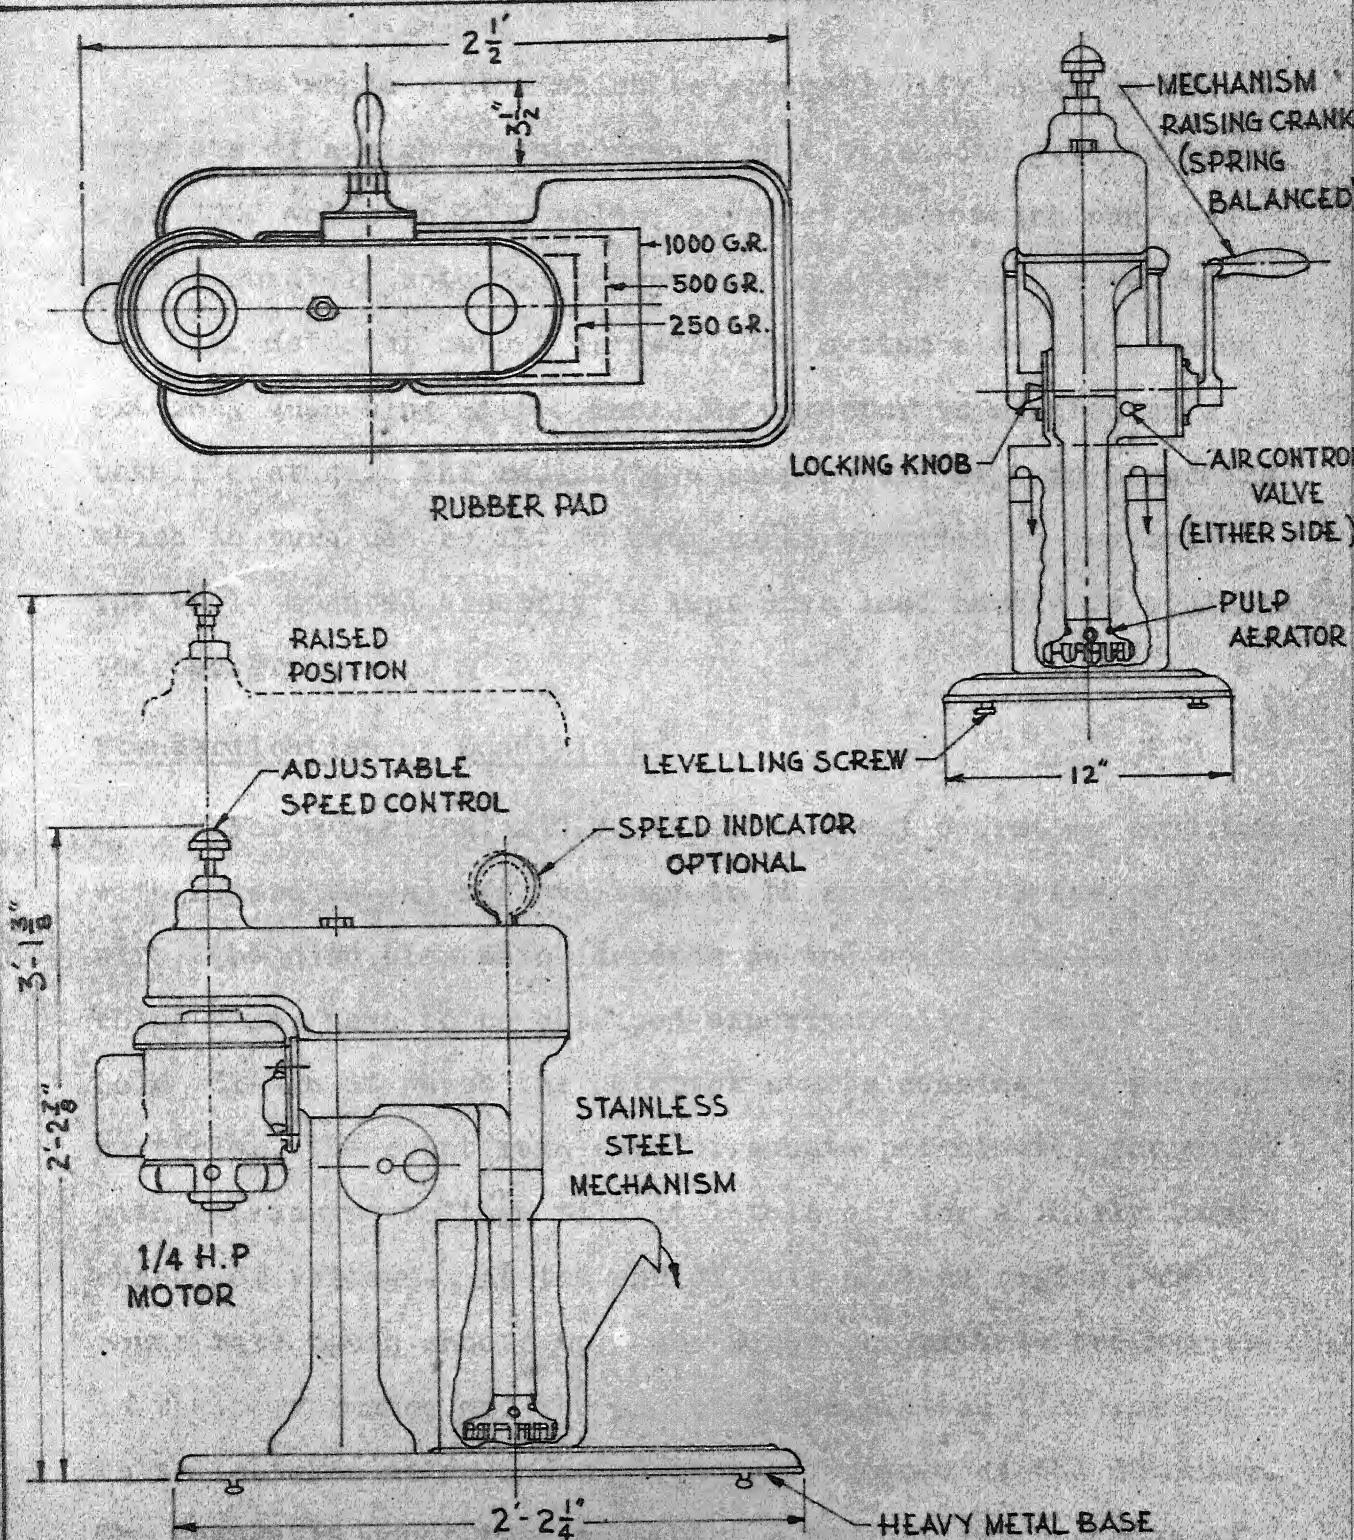 2 1/2'
3 1/2"
1000 G.R.
500 GR.
250 G.R.
RUBBER PAD
MECHANISM
RAISING CRANK
(SPRING
BALANCED)
LOCKING KNOB
AIR CONTRO
VALVE
(EITHER SIDE)
PULP
AERATOR
LEVELLING SCREW
12"
RAISED
POSITION
ADJUSTABLE
SPEED CONTROL
SPEED INDICATOR
OPTIONAL
3'-1 3/8"
2'-2 7/8"
STAINLESS
STEEL
MECHANISM
1/4 H.P
MOTOR
2'-2 1/4"
HEAVY METAL BASE